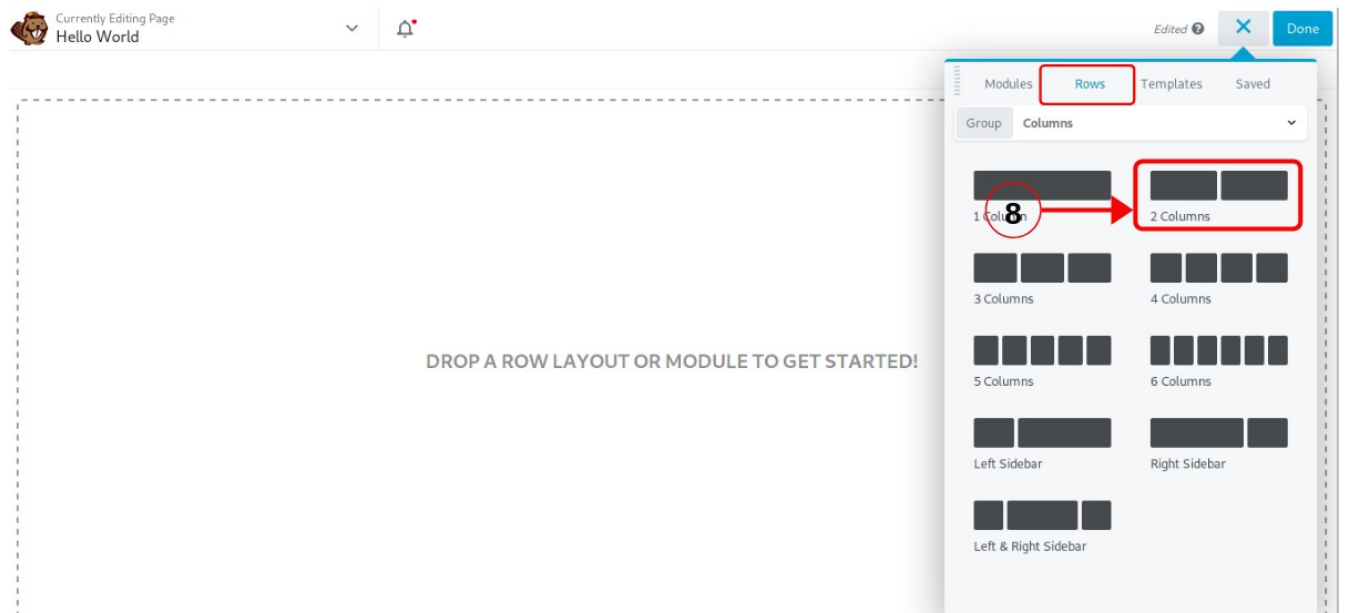 Currently Editing Page
Hello World
Edited
Done
Modules Rows Templates Saved
Group Columns
1 Column 2 Columns
8
3 Columns 4 Columns
DROP A ROW LAYOUT OR MODULE TO GET STARTED!
5 Columns 6 Columns
Left Sidebar Right Sidebar
Left & Right Sidebar